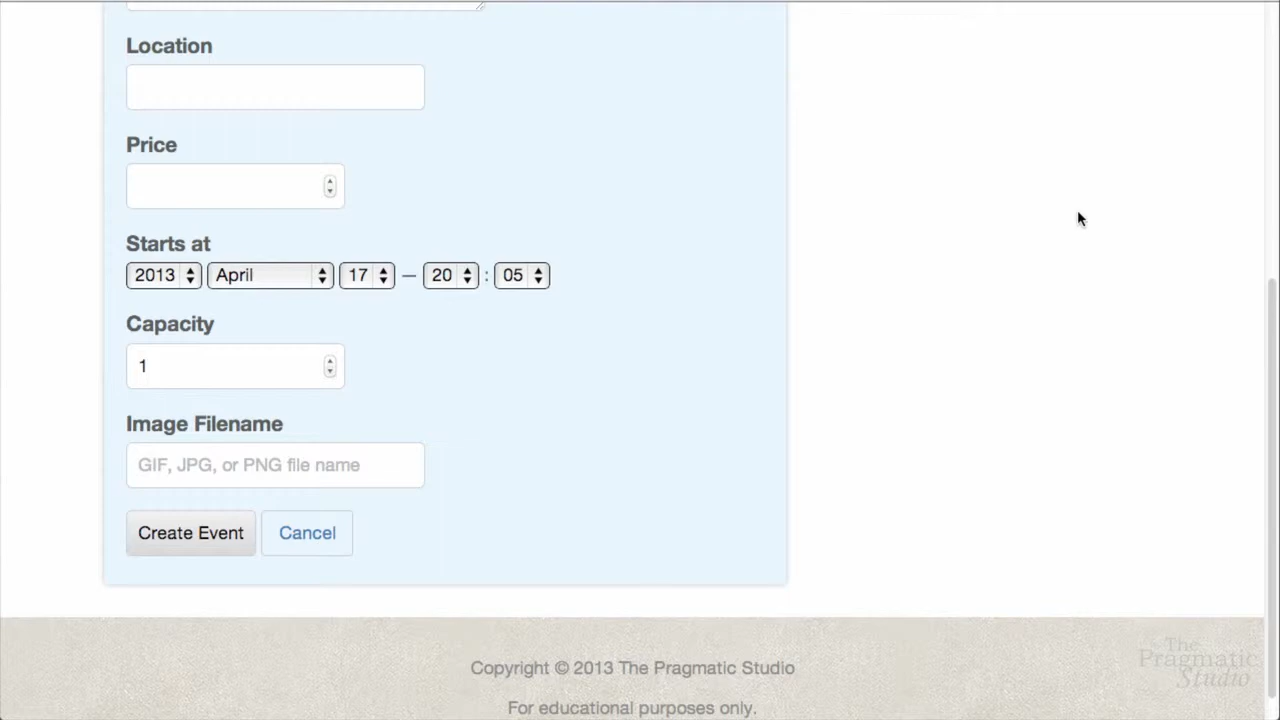 Location
Price
Starts at
2013 April 17 — 20 : 05
Capacity
1
Image Filename
GIF, JPG, or PNG file name
Create Event Cancel
Copyright © 2013 The Pragmatic Studio
For educational purposes only.
The
Pragmatic
Studio